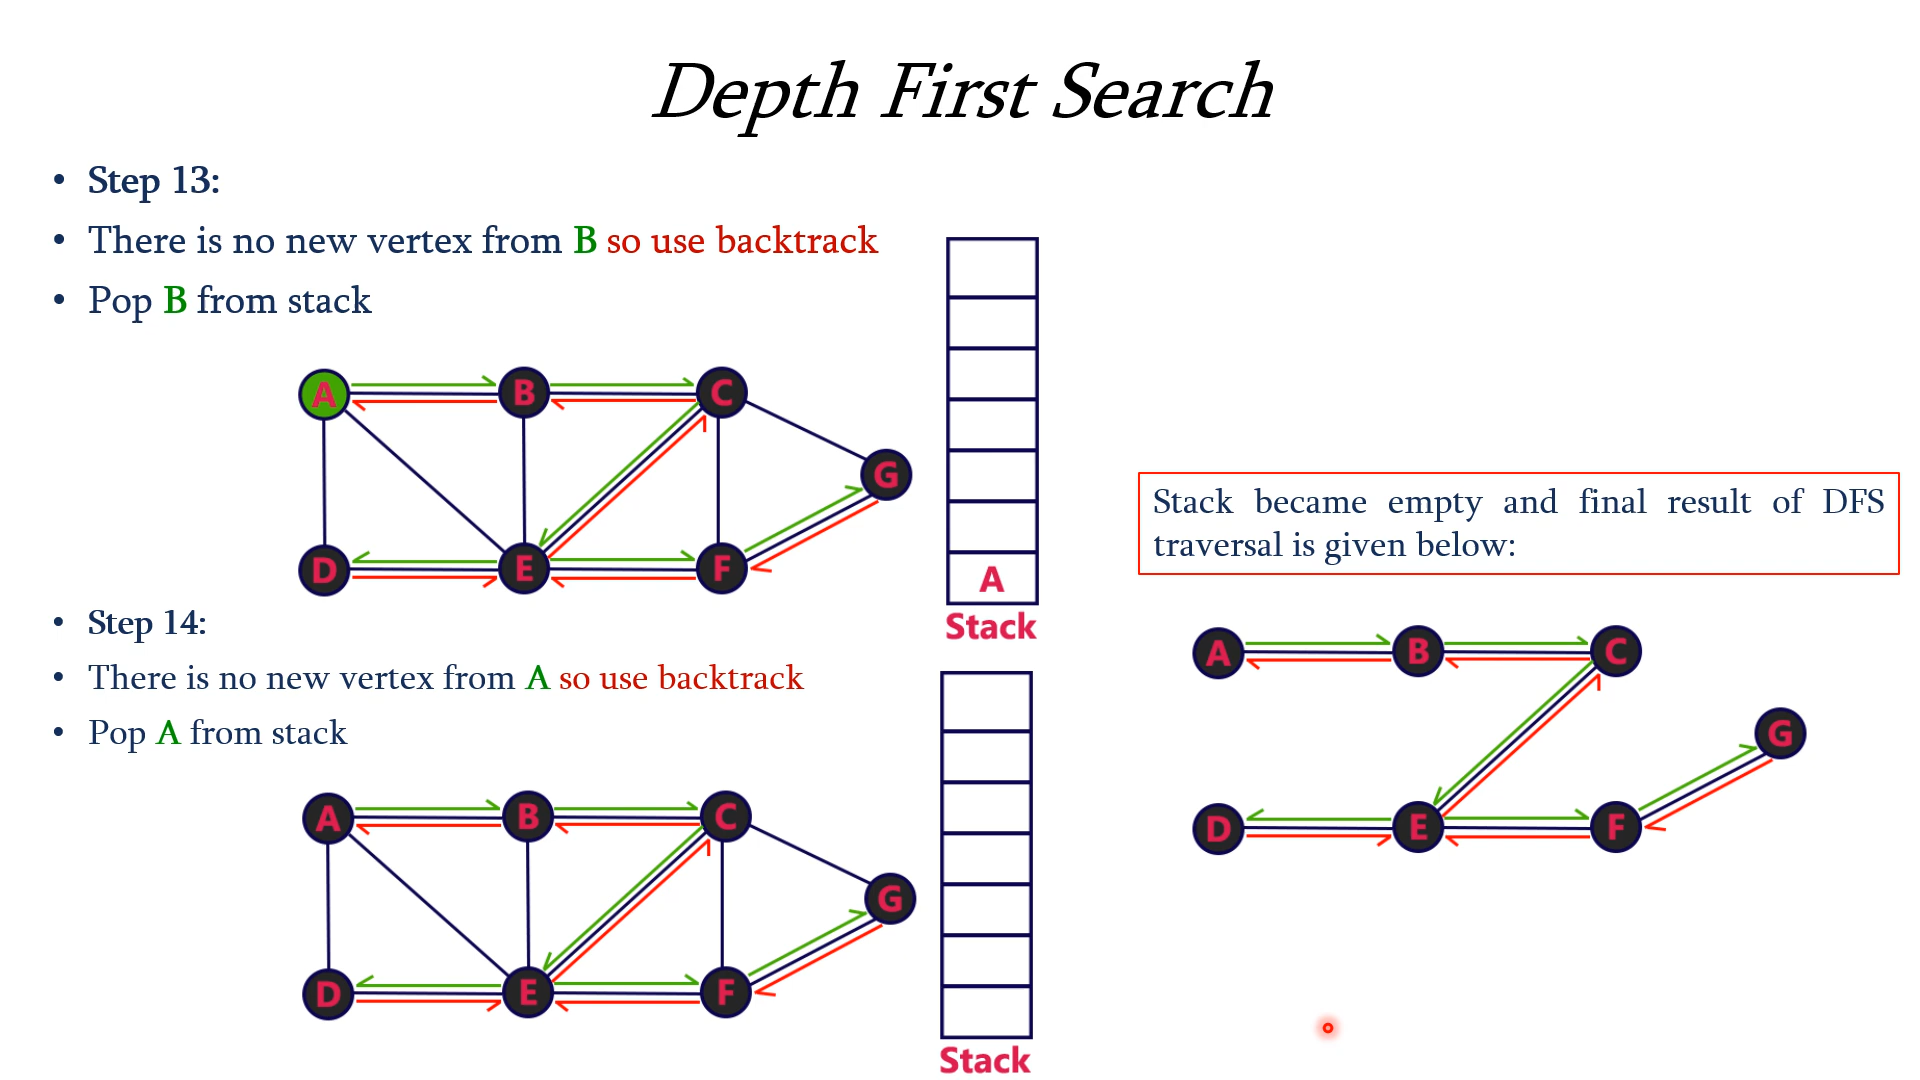 Depth First Search
• Step 13:
• There is no new vertex from B so use backtrack
• Pop B from stack
A B C
G
D E F
A
Stack
• Step 14:
• There is no new vertex from A so use backtrack
• Pop A from stack
A B C
G
D E F
Stack
Stack became empty and final result of DFS
traversal is given below:
A B C
G
D E F